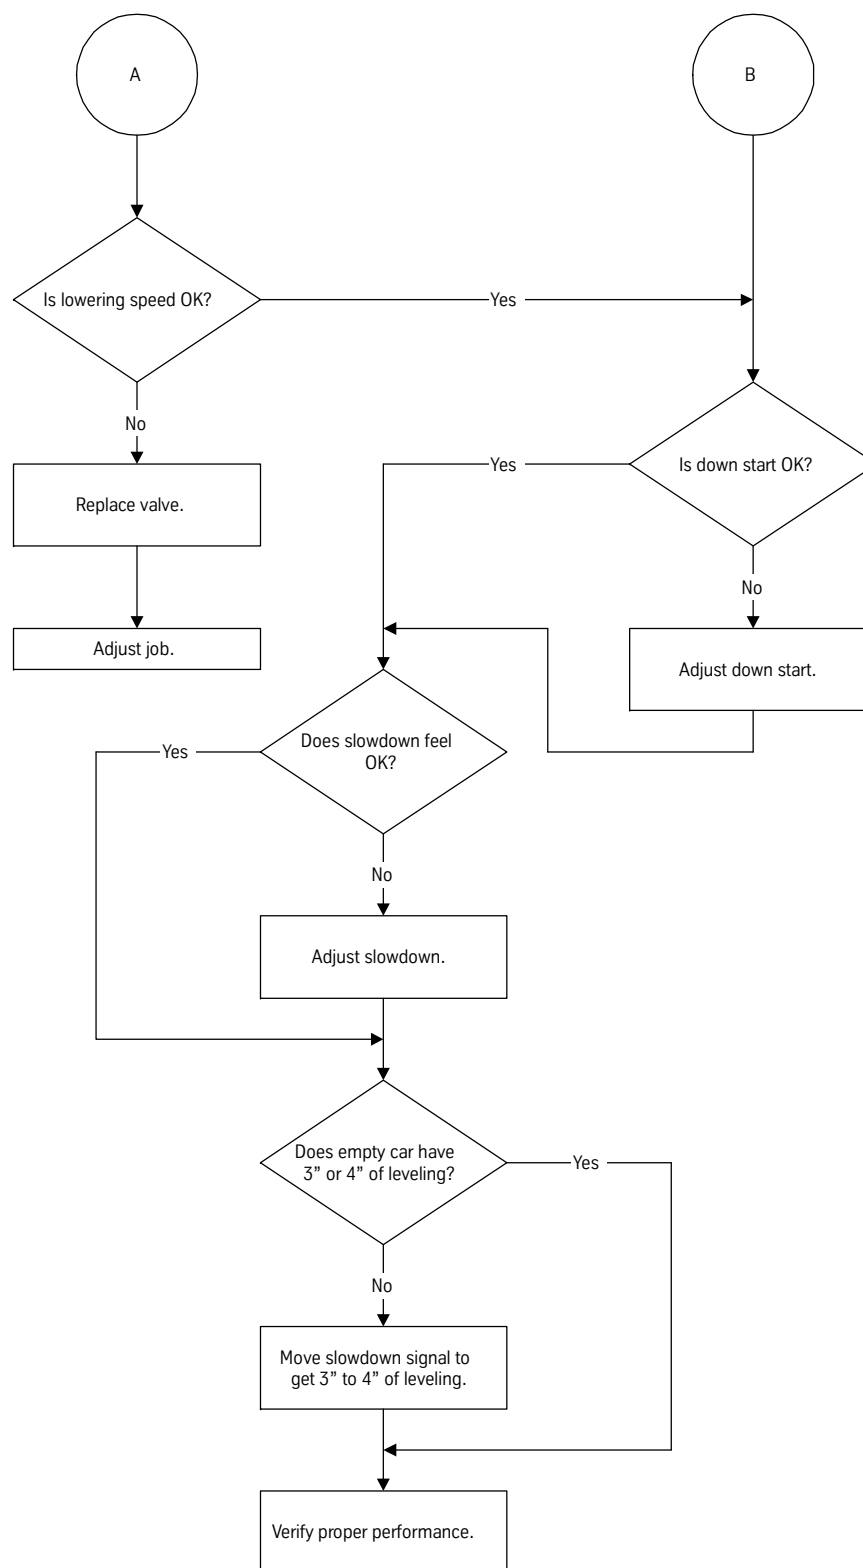 A
B
Is lowering speed OK?
Yes
No
Yes
Is down start OK?
Replace valve.
No
Adjust job.
Adjust down start.
Does slowdown feel
OK?
Yes
No
Adjust slowdown.
Does empty car have
3” or 4” of leveling?
Yes
No
Move slowdown signal to
get 3” to 4” of leveling.
Verify proper performance.